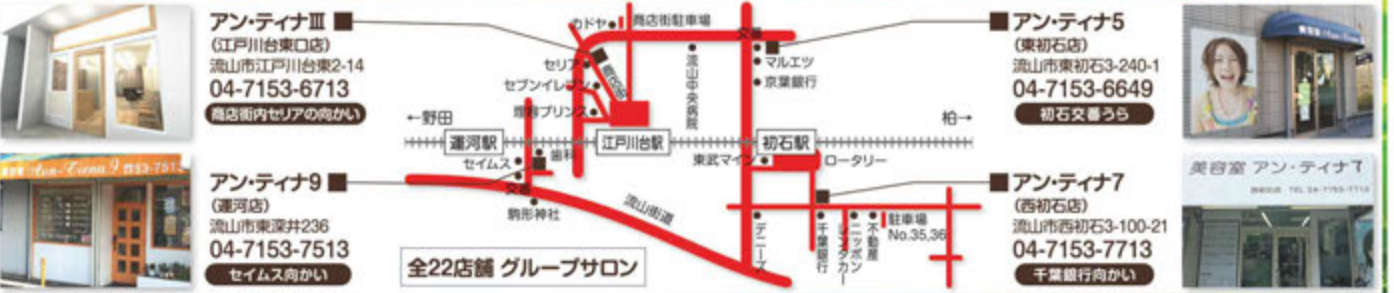 アン・ティナⅢ
（江戸川台東口店）
流山市江戸川台東2-14
04-7153-6713
商店街内セリアの向かい
アン・ティナ9
（運河店）
流山市東深井236
04-7153-7513
セイムス向かい
カドヤ
商店街駐車場
セリア
セブンイレブン
理容プリンス
流山中央病院
交番
マルエツ
京葉銀行
←野田
柏→
運河駅
江戸川台駅
初石駅
セイムス
歯科
交番
駒形神社
流山街道
東武マイン
ロータリー
デニーズ
千葉銀行
ニッポン
レンタカー
不動産
駐車場
No.35,36
全22店舗 グループサロン
アン・ティナ5
（東初石店）
流山市東初石3-240-1
04-7153-6649
初石交番うら
アン・ティナ7
（西初石店）
流山市西初石3-100-21
04-7153-7713
千葉銀行向かい
美容室 アン・ティナ7
TEL 04-7153-7713